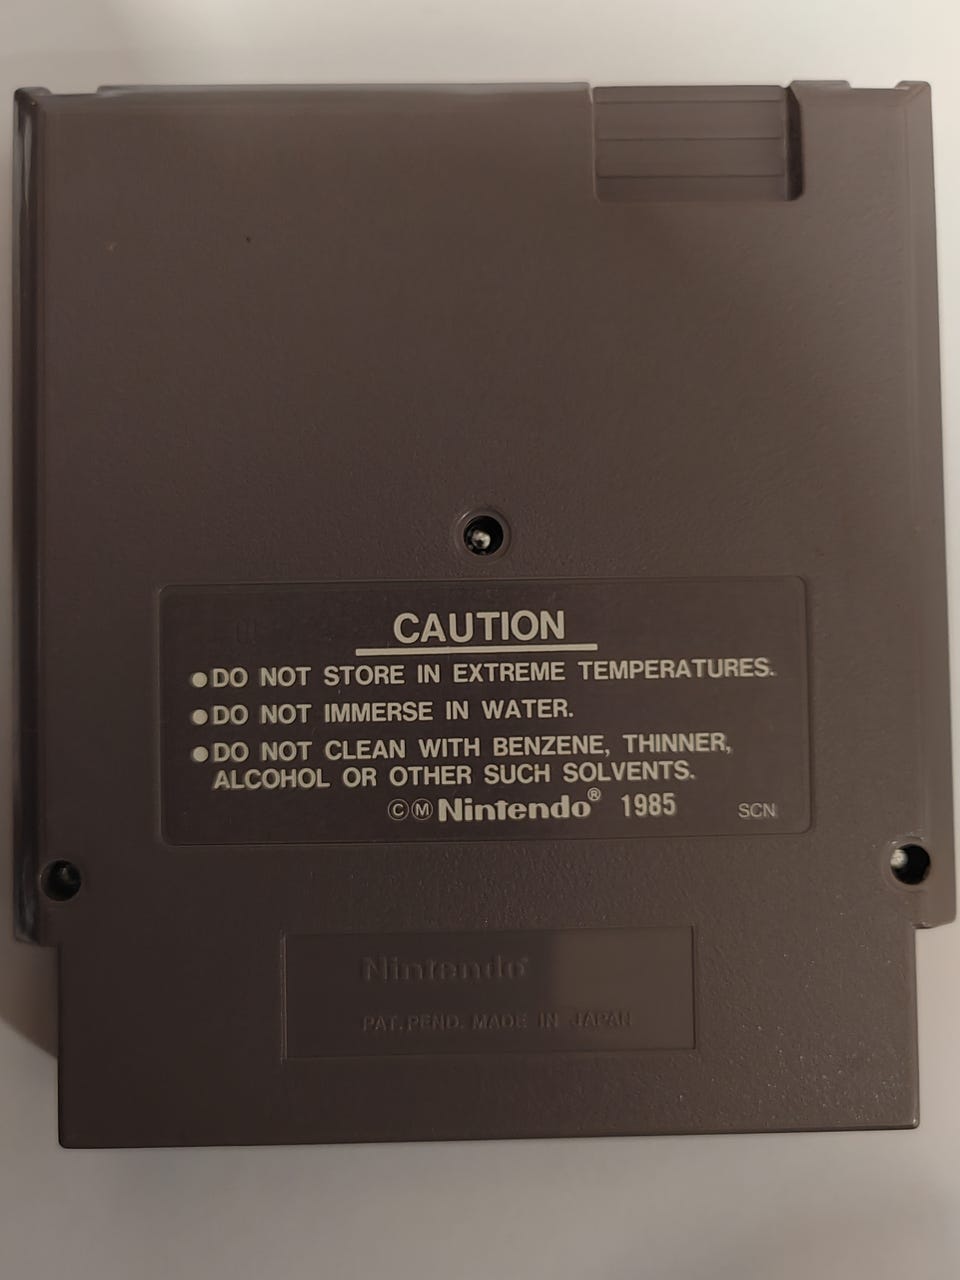 CAUTION
●DO NOT STORE IN EXTREME TEMPERATURES.
●DO NOT IMMERSE IN WATER.
●DO NOT CLEAN WITH BENZENE, THINNER,
ALCOHOL OR OTHER SUCH SOLVENTS.
©Ⓜ Nintendo® 1985 SCN
Nintendo®
PAT. PEND. MADE IN JAPAN